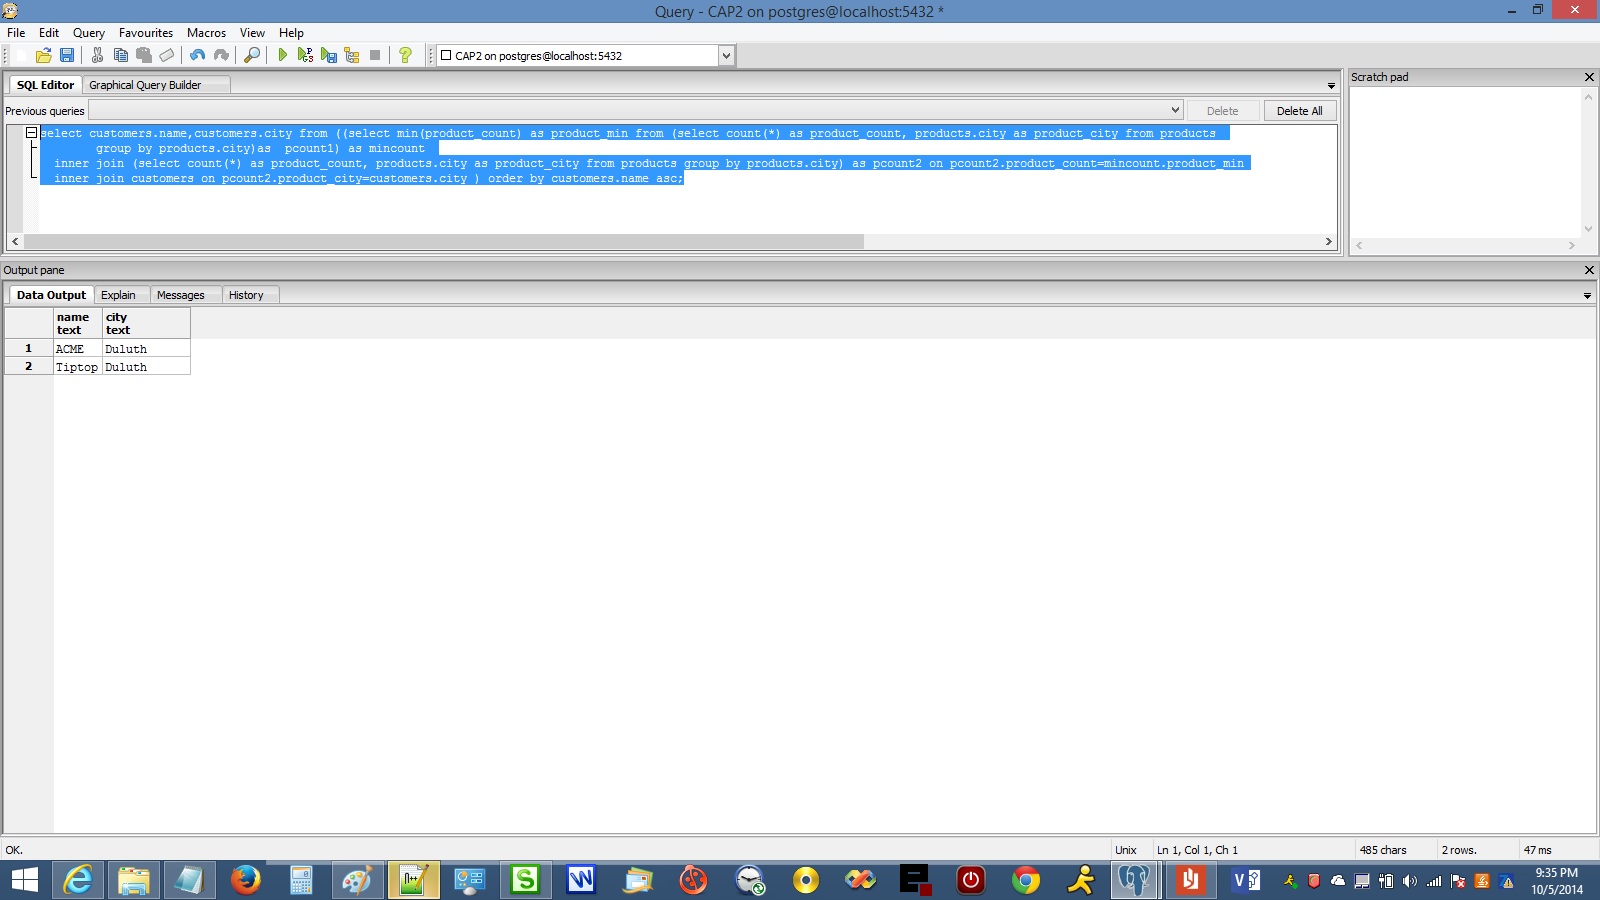 Query - CAP2 on postgres@localhost:5432 *
File Edit Query Favourites Macros View Help
CAP2 on postgres@localhost:5432
SQL Editor Graphical Query Builder
Scratch pad
Previous queries
Delete Delete All
select customers.name,customers.city from ((select min(product_count) as product_min from (select count(*) as product_count, products.city as product_city from products
group by products.city)as  pcount1) as mincount
inner join (select count(*) as product_count, products.city as product_city from products group by products.city) as pcount2 on pcount2.product_count=mincount.product_min
inner join customers on pcount2.product_city=customers.city ) order by customers.name asc;
Output pane
Data Output Explain Messages History
name city
text text
1 ACME Duluth
2 Tiptop Duluth
OK. Unix Ln 1, Col 1, Ch 1 485 chars 2 rows. 47 ms
9:35 PM
10/5/2014